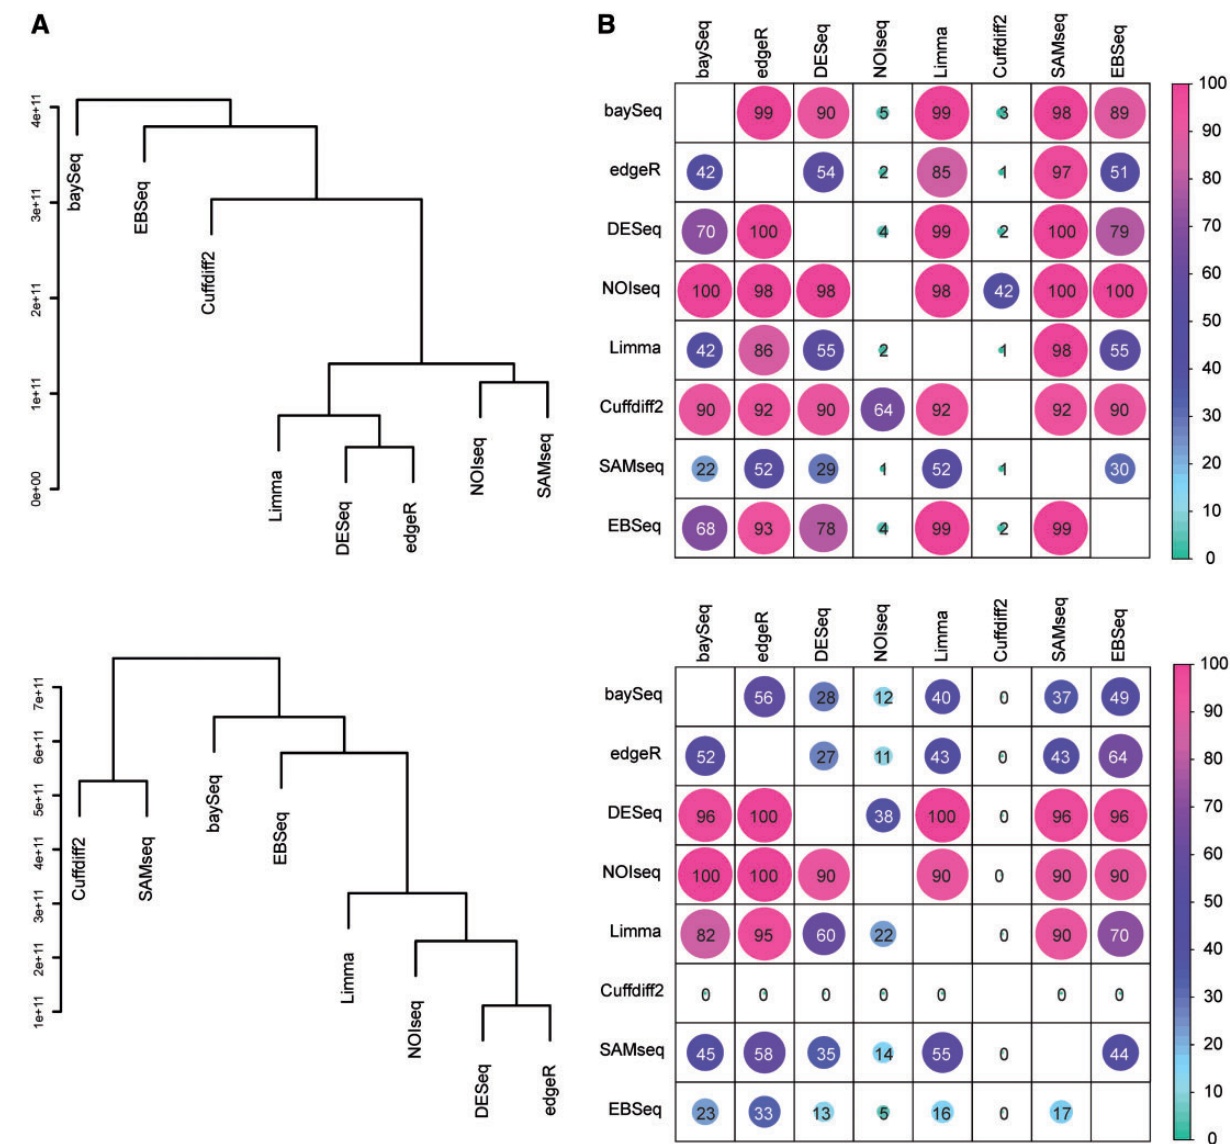 A
4e+11
3e+11
2e+11
1e+11
0e+00
baySeq
EBSeq
Cuffdiff2
Limma
DESeq
edgeR
NOIseq
SAMseq
B
baySeq edgeR DESeq NOIseq Limma Cuffdiff2 SAMseq EBSeq
baySeq 99 90 5 99 3 98 89
edgeR 42 54 2 85 1 97 51
DESeq 70 100 4 99 2 100 79
NOIseq 100 98 98 98 42 100 100
Limma 42 86 55 2 1 98 55
Cuffdiff2 90 92 90 64 92 92 90
SAMseq 22 52 29 1 52 1 30
EBSeq 68 93 78 4 99 2 99
100
90
80
70
60
50
40
30
20
10
0
7e+11
6e+11
5e+11
4e+11
3e+11
2e+11
1e+11
Cuffdiff2
SAMseq
baySeq
EBSeq
Limma
NOIseq
DESeq
edgeR
baySeq edgeR DESeq NOIseq Limma Cuffdiff2 SAMseq EBSeq
baySeq 56 28 12 40 0 37 49
edgeR 52 27 11 43 0 43 64
DESeq 96 100 38 100 0 96 96
NOIseq 100 100 90 90 0 90 90
Limma 82 95 60 22 0 90 70
Cuffdiff2 0 0 0 0 0 0 0
SAMseq 45 58 35 14 55 0 44
EBSeq 23 33 13 5 16 0 17
100
90
80
70
60
50
40
30
20
10
0